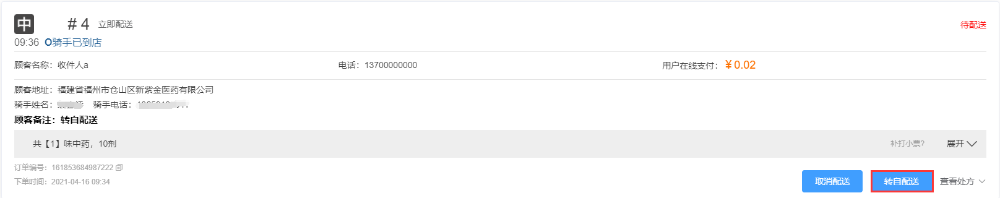 中 # 4 立即配送
待配送
09:36 O骑手已到店
顾客名称：收件人a 电话：13700000000 用户在线支付：¥0.02
顾客地址：福建省福州市仓山区新紫金医药有限公司
骑手姓名： 骑手电话：
顾客备注：转自配送
共【1】味中药，10剂 补打小票? 展开
订单编号：161853684987222
下单时间：2021-04-16 09:34
取消配送 转自配送 查看处方